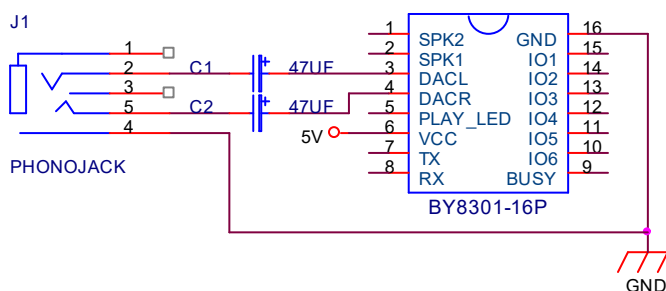 J1
1
2
3
5
4
PHONOJACK
C1
47UF
C2
47UF
5V
1
2
3
4
5
6
7
8
SPK2
SPK1
DACL
DACR
PLAY_LED
VCC
TX
RX
GND
IO1
IO2
IO3
IO4
IO5
IO6
BUSY
16
15
14
13
12
11
10
9
BY8301-16P
GND